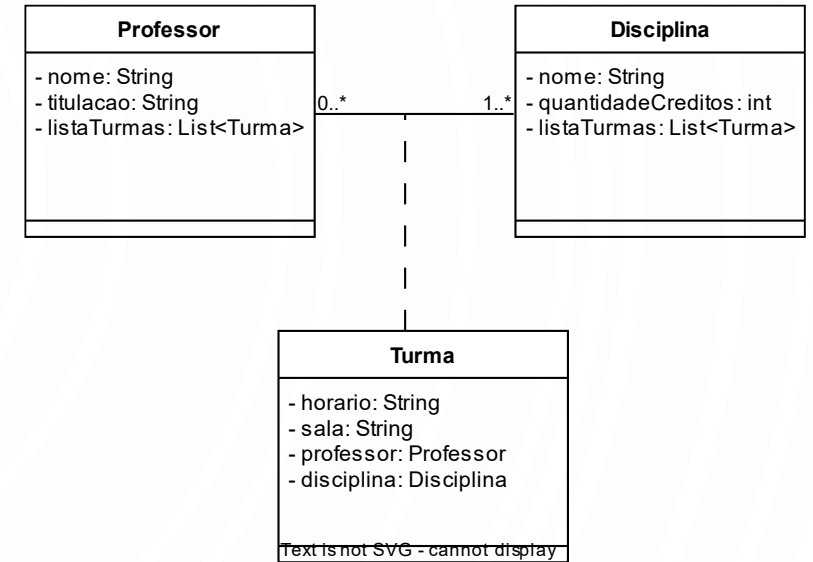 Professor
- nome: String
- titulacao: String
- listaTurmas: List<Turma>
0..*
1..*
Disciplina
- nome: String
- quantidadeCreditos: int
- listaTurmas: List<Turma>
Turma
- horario: String
- sala: String
- professor: Professor
- disciplina: Disciplina
Text is not SVG - cannot display